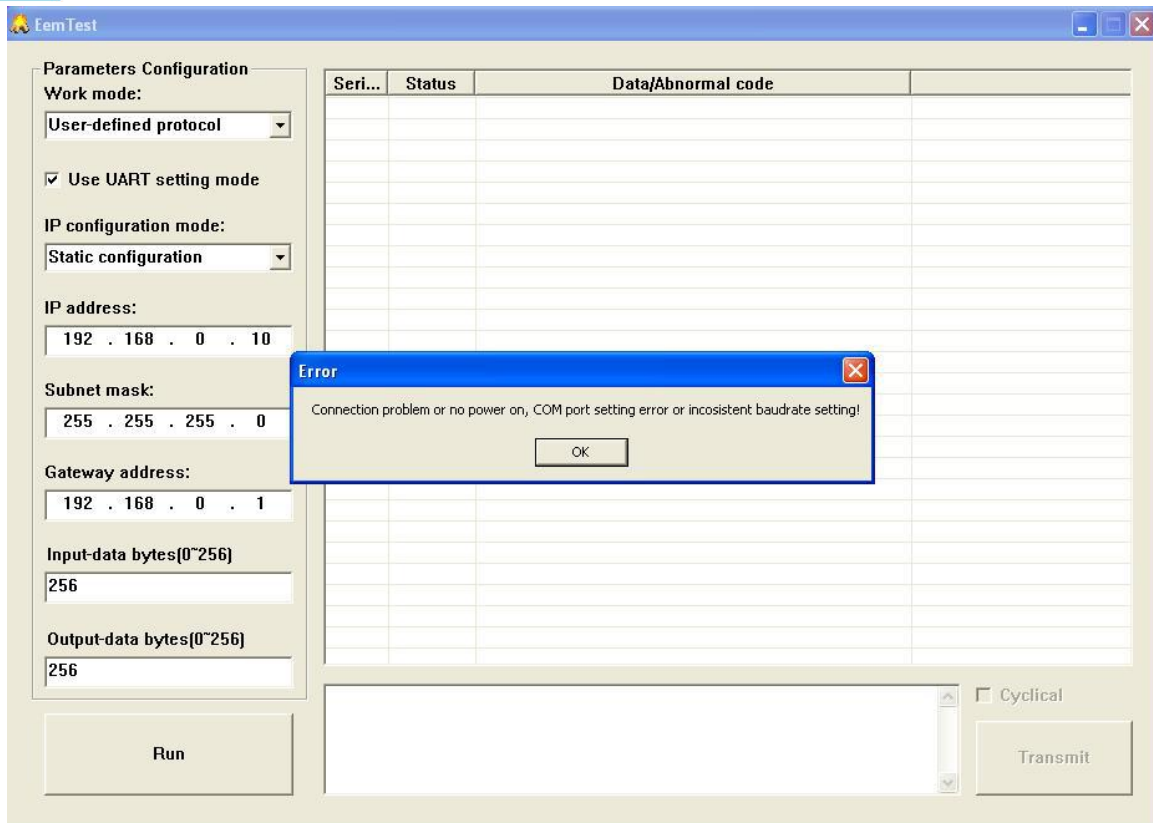 EemTest
Parameters Configuration
Work mode:
User-defined protocol
Use UART setting mode
IP configuration mode:
Static configuration
IP address:
192 . 168 . 0 . 10
Subnet mask:
255 . 255 . 255 . 0
Gateway address:
192 . 168 . 0 . 1
Input-data bytes(0~256)
256
Output-data bytes(0~256)
256
Run
Seri... Status Data/Abnormal code
Error
Connection problem or no power on, COM port setting error or incosistent baudrate setting!
OK
Cyclical
Transmit